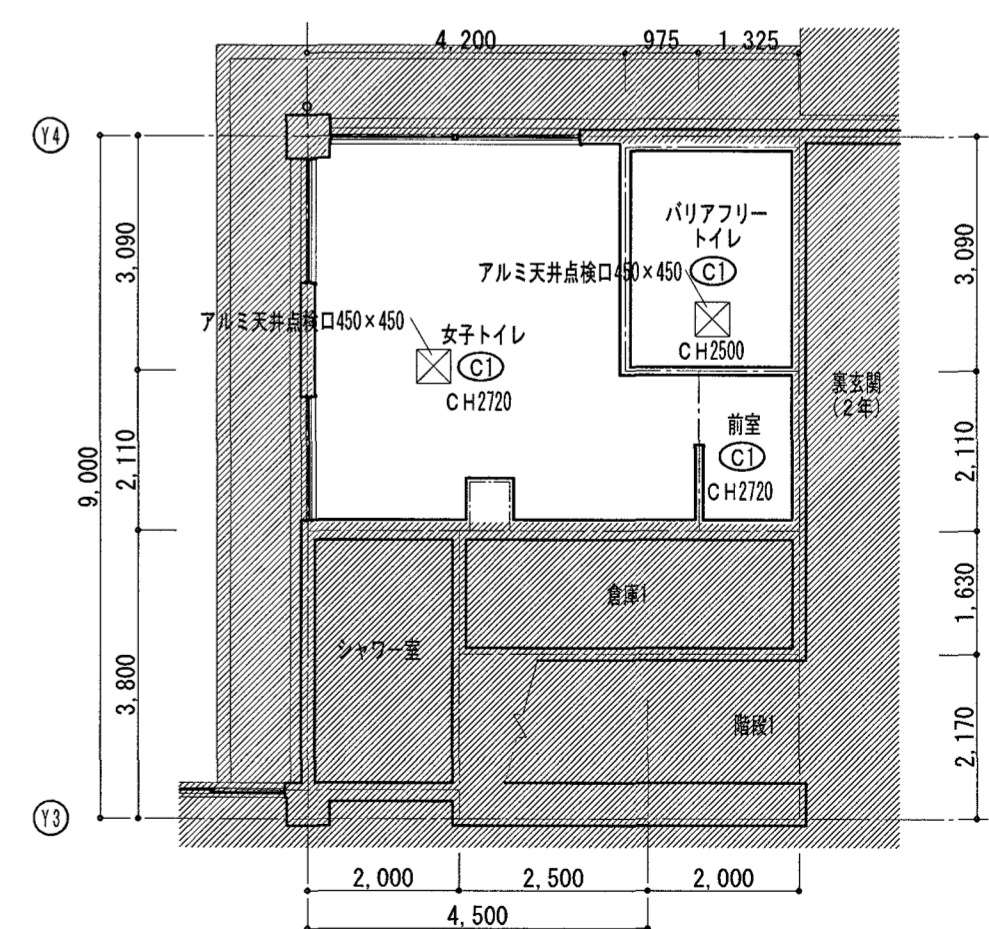 4,200
975
1,325
Y4
3,090
3,090
バリアフリー
トイレ
アルミ天井点検口450×450
C1
CH2500
アルミ天井点検口450×450
女子トイレ
C1
CH2720
裏玄関
(2年)
前室
C1
CH2720
9,000
2,110
2,110
倉庫1
1,630
シャワー室
3,800
階段1
2,170
Y3
2,000
2,500
2,000
4,500